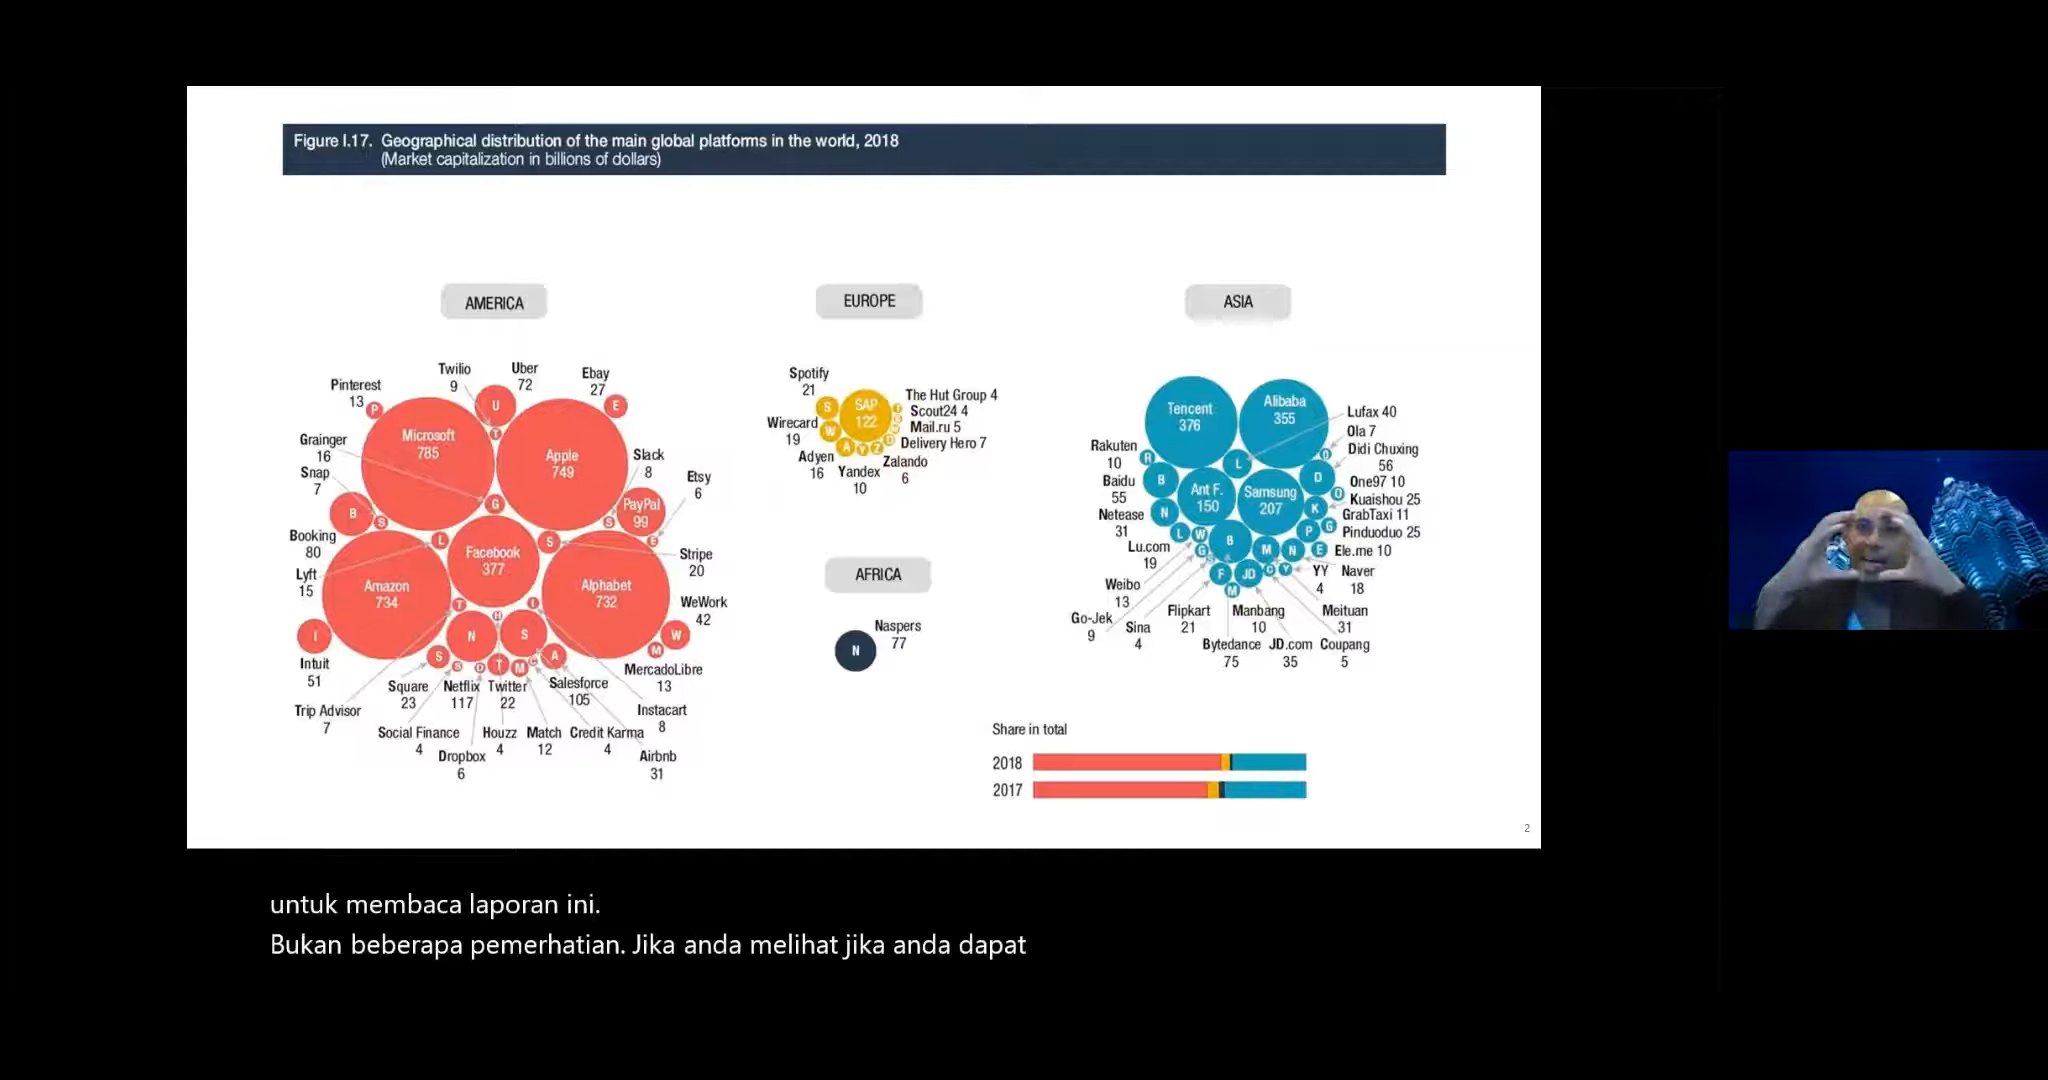 Figure I.17. Geographical distribution of the main global platforms in the world, 2018
(Market capitalization in billions of dollars)
AMERICA
Twilio
9
Uber
72
Ebay
27
Pinterest
13
P
U
E
T
Microsoft
785
Apple
749
Grainger
16
Slack
8
Snap
7
Etsy
6
B
S
G
S
PayPal
99
E
Booking
80
L
Facebook
377
S
Stripe
20
Lyft
15
Amazon
734
Alphabet
732
WeWork
42
T
H
I
I
N
S
W
M
Intuit
51
S
S
D
T
M
C
A
MercadoLibre
13
Square
23
Netflix
117
Twitter
22
Salesforce
105
Trip Advisor
7
Instacart
8
Social Finance
4
Houzz
4
Match
12
Credit Karma
4
Dropbox
6
Airbnb
31
EUROPE
Spotify
21
SAP
122
The Hut Group 4
Scout24 4
Mail.ru 5
Delivery Hero 7
S
W
A
Y
Z
D
Wirecard
19
Adyen
16
Yandex
10
Zalando
6
AFRICA
Naspers
77
N
ASIA
Tencent
376
Alibaba
355
Lufax 40
Ola 7
Didi Chuxing
56
Rakuten
10
R
L
O
Baidu
55
B
Ant F.
150
Samsung
207
D
One97 10
O
Kuaishou 25
Netease
31
N
K
GrabTaxi 11
Pinduoduo 25
L
W
B
P
G
Lu.com
19
G
M
N
E
Ele.me 10
Weibo
13
F
JD
C
Y
YY
4
Naver
18
M
Go-Jek
9
Sina
4
Flipkart
21
Manbang
10
Meituan
31
Bytedance
75
JD.com
35
Coupang
5
Share in total
2018
2017
2
untuk membaca laporan ini.
Bukan beberapa pemerhatian. Jika anda melihat jika anda dapat